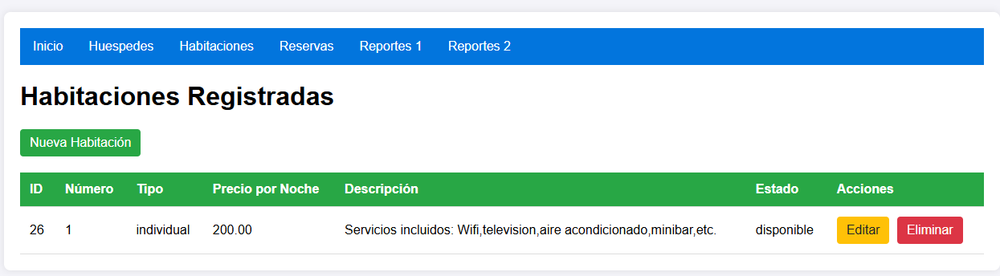 Inicio Huespedes Habitaciones Reservas Reportes 1 Reportes 2
Habitaciones Registradas
Nueva Habitación
ID Número Tipo Precio por Noche Descripción Estado Acciones
26 1 individual 200.00 Servicios incluidos: Wifi,television,aire acondicionado,minibar,etc. disponible Editar Eliminar